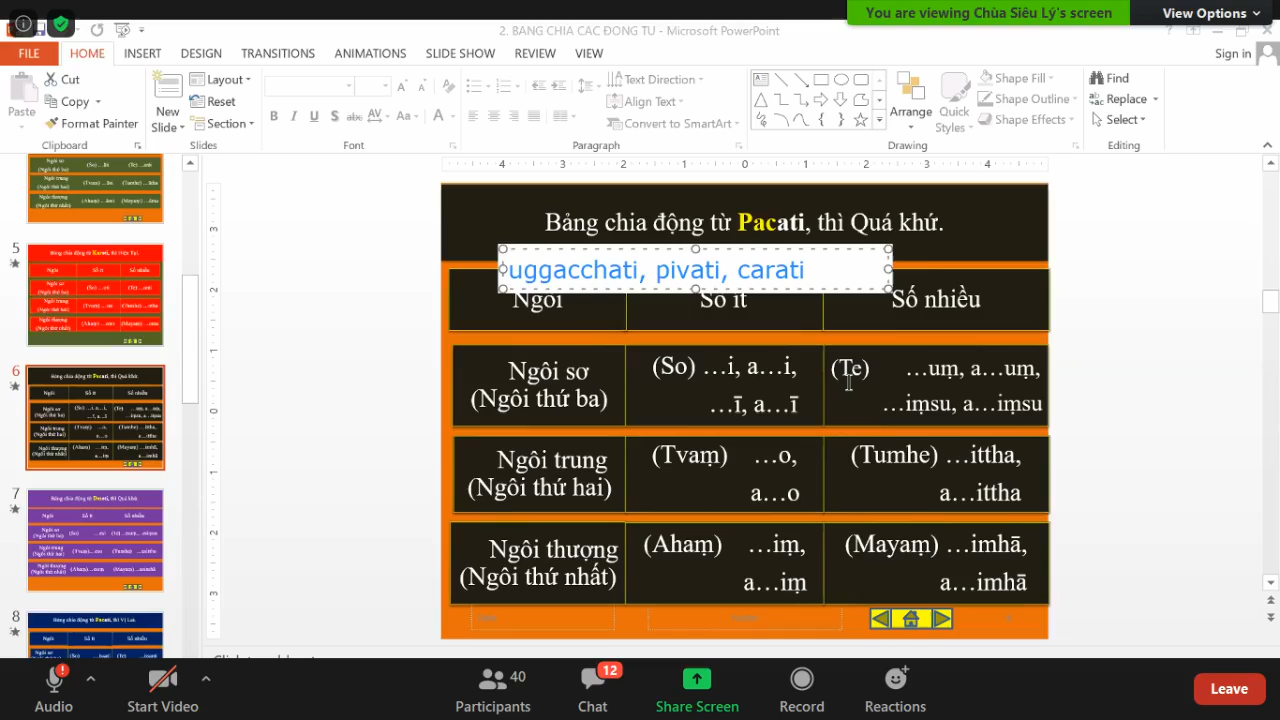 You are viewing Chùa Siêu Lý's screen
View Options
2. BANG CHIA CÁC ĐONG TU - Microsoft PowerPoint
FILE HOME INSERT DESIGN TRANSITIONS ANIMATIONS SLIDE SHOW REVIEW VIEW
Sign in
Paste
Cut
Copy
Format Painter
Clipboard
New Slide
Layout
Reset
Section
Slides
Font
Text Direction
Align Text
Convert to SmartArt
Paragraph
Arrange
Quick Styles
Shape Fill
Shape Outline
Shape Effects
Drawing
Find
Replace
Select
Editing
5
6
7
8
Bảng chia động từ Pacati, thì Quá khứ.
uggacchati, pivati, carati
Ngôi Số ít Số nhiều
Ngôi sơ (Ngôi thứ ba)
(So) …i, a…i,
…ī, a…ī
(Te) …uṃ, a…uṃ,
…iṃsu, a…iṃsu
Ngôi trung (Ngôi thứ hai)
(Tvaṃ) …o,
a…o
(Tumhe) …ittha,
a…ittha
Ngôi thượng (Ngôi thứ nhất)
(Ahaṃ) …iṃ,
a…iṃ
(Mayaṃ) …imhā,
a…imhā
Audio
Start Video
Participants 40
Chat 12
Share Screen
Record
Reactions
Leave